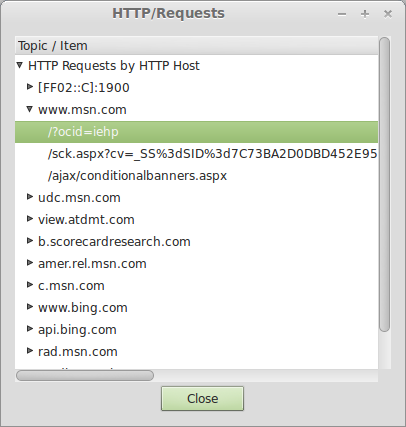 HTTP/Requests
Topic / Item
HTTP Requests by HTTP Host
[FF02::C]:1900
www.msn.com
/?ocid=iehp
/sck.aspx?cv=_SS%3dSID%3d7C73BA2D0DBD452E95
/ajax/conditionalbanners.aspx
udc.msn.com
view.atdmt.com
b.scorecardresearch.com
amer.rel.msn.com
c.msn.com
www.bing.com
api.bing.com
rad.msn.com
Close